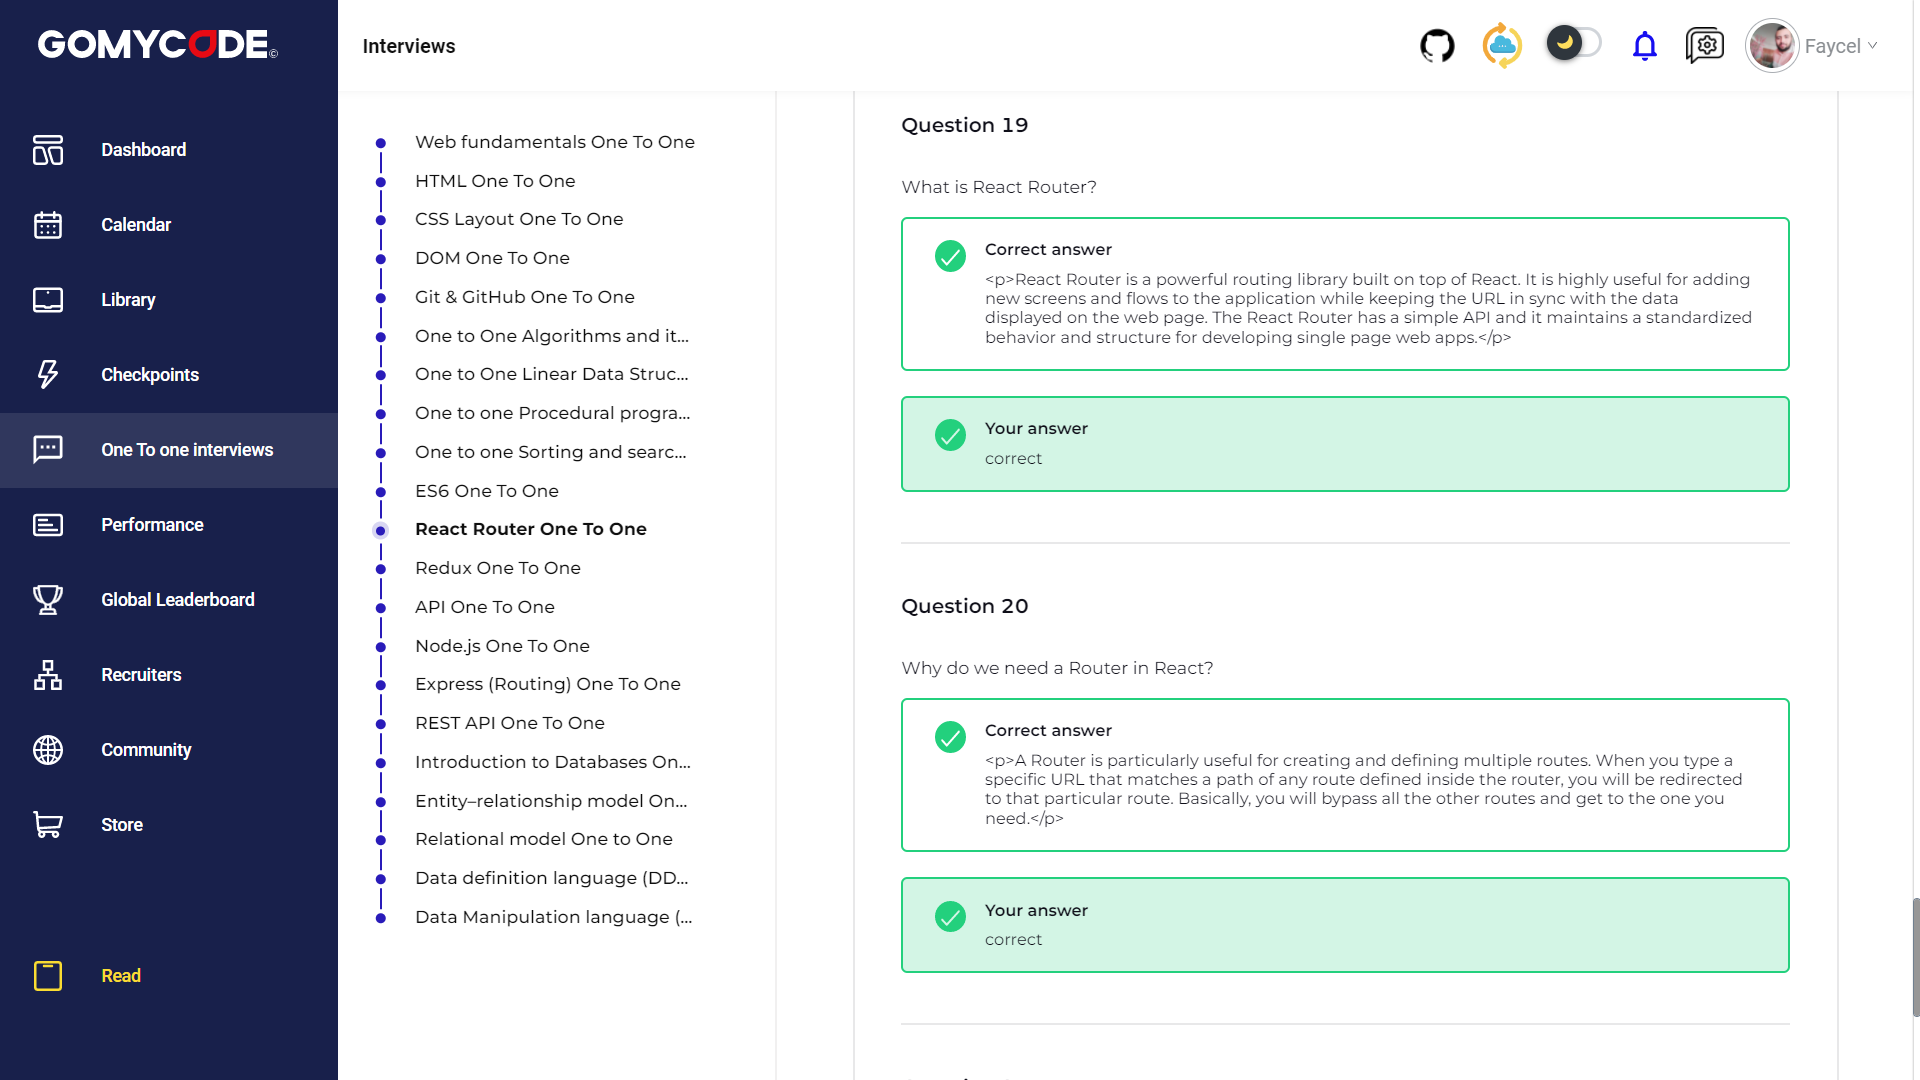 GOMYCODE©
Dashboard
Calendar
Library
Checkpoints
One To one interviews
Performance
Global Leaderboard
Recruiters
Community
Store
Read
Interviews
Faycel
Web fundamentals One To One
HTML One To One
CSS Layout One To One
DOM One To One
Git & GitHub One To One
One to One Algorithms and it...
One to One Linear Data Struc...
One to one Procedural progra...
One to one Sorting and searc...
ES6 One To One
React Router One To One
Redux One To One
API One To One
Node.js One To One
Express (Routing) One To One
REST API One To One
Introduction to Databases On...
Entity–relationship model On...
Relational model One to One
Data definition language (DD...
Data Manipulation language (...
Question 19
What is React Router?
Correct answer
<p>React Router is a powerful routing library built on top of React. It is highly useful for adding
new screens and flows to the application while keeping the URL in sync with the data
displayed on the web page. The React Router has a simple API and it maintains a standardized
behavior and structure for developing single page web apps.</p>
Your answer
correct
Question 20
Why do we need a Router in React?
Correct answer
<p>A Router is particularly useful for creating and defining multiple routes. When you type a
specific URL that matches a path of any route defined inside the router, you will be redirected
to that particular route. Basically, you will bypass all the other routes and get to the one you
need.</p>
Your answer
correct